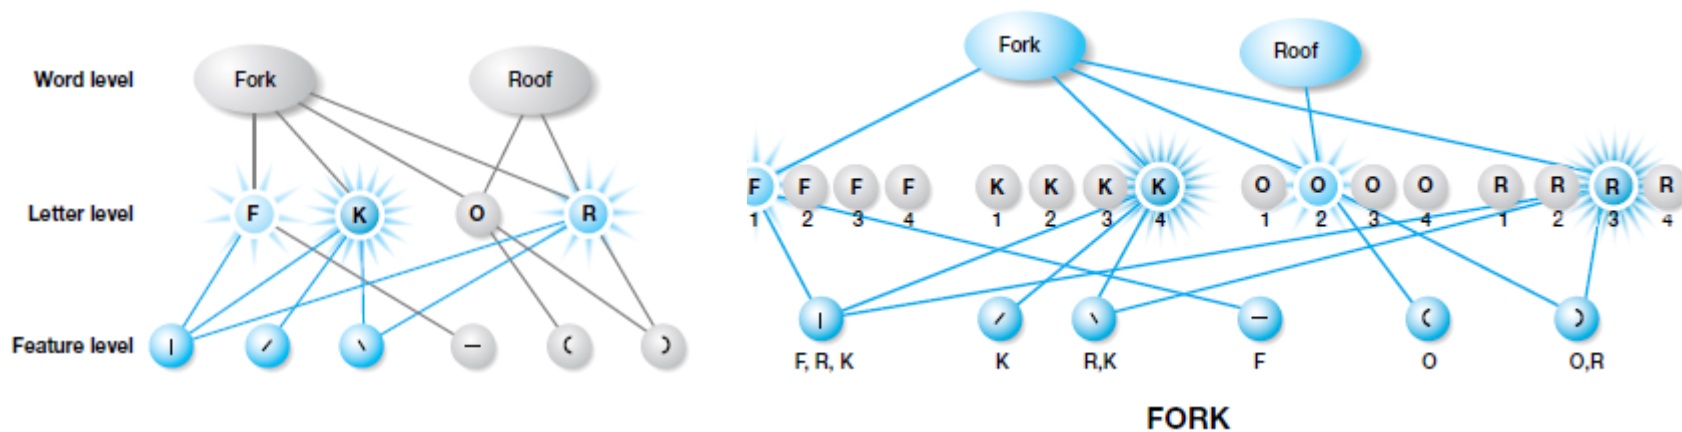 Word level Fork Roof
Letter level F K O R
Feature level | / \ — ( )
Fork Roof
F F F F K K K K O O O O R R R R
1 2 3 4 1 2 3 4 1 2 3 4 1 2 3 4
| / \ — ( )
F, R, K K R,K F O O,R
FORK